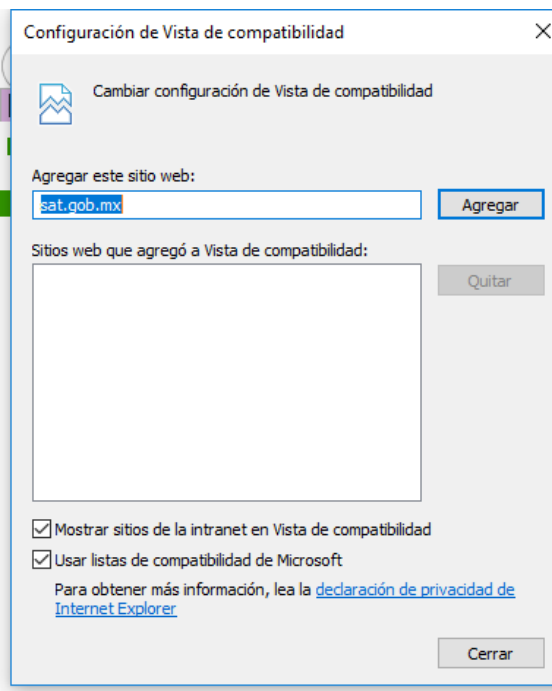 Configuración de Vista de compatibilidad
Cambiar configuración de Vista de compatibilidad
Agregar este sitio web:
sat.gob.mx
Agregar
Sitios web que agregó a Vista de compatibilidad:
Quitar
Mostrar sitios de la intranet en Vista de compatibilidad
Usar listas de compatibilidad de Microsoft
Para obtener más información, lea la declaración de privacidad de
Internet Explorer
Cerrar